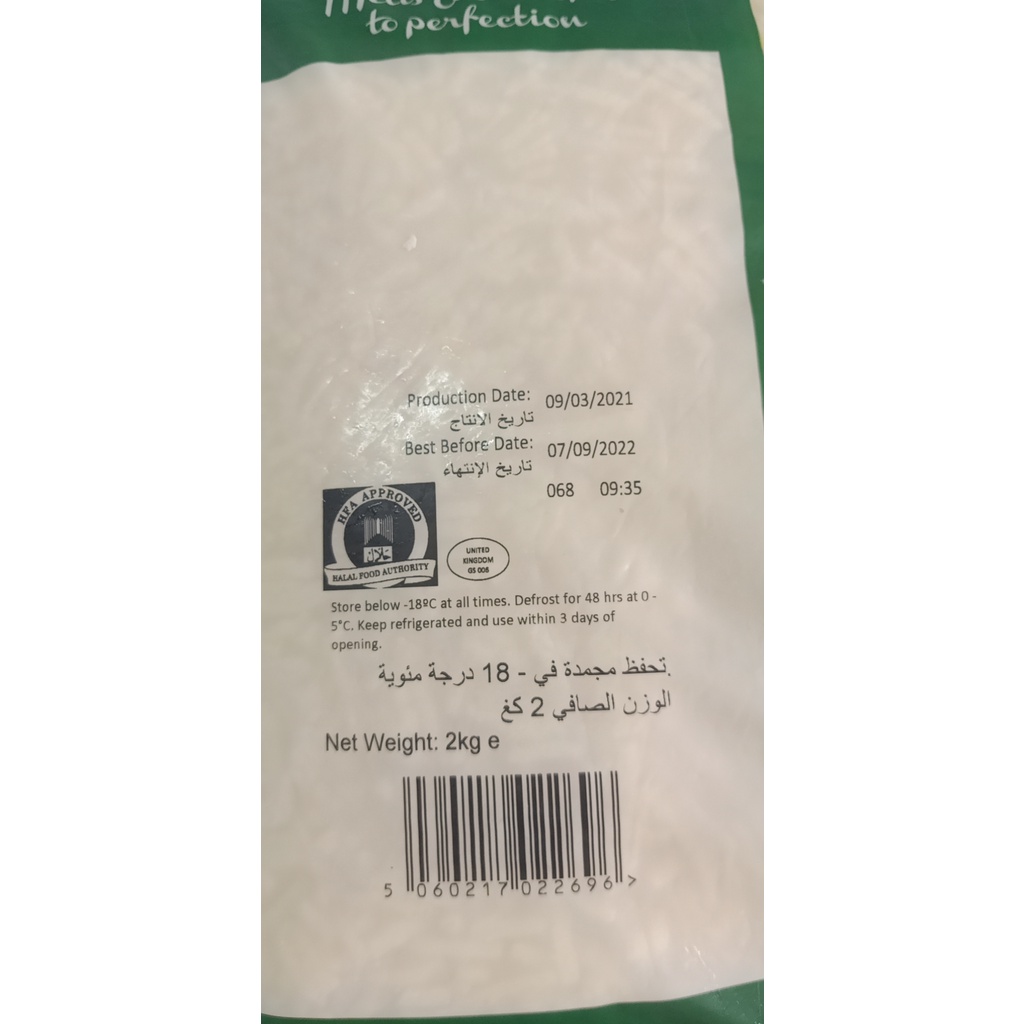 to perfection
Production Date: 09/03/2021
تاريخ الانتاج
Best Before Date: 07/09/2022
تاريخ الإنتهاء
068 09:35
HFA APPROVED
حلال
HALAL FOOD AUTHORITY
UNITED
KINGDOM
GS 006
Store below -18ºC at all times. Defrost for 48 hrs at 0 -
5°C. Keep refrigerated and use within 3 days of
opening.
تحفظ مجمدة في - 18 درجة مئوية.
الوزن الصافي 2 كغ
Net Weight: 2kg e
5 060217 022696 >